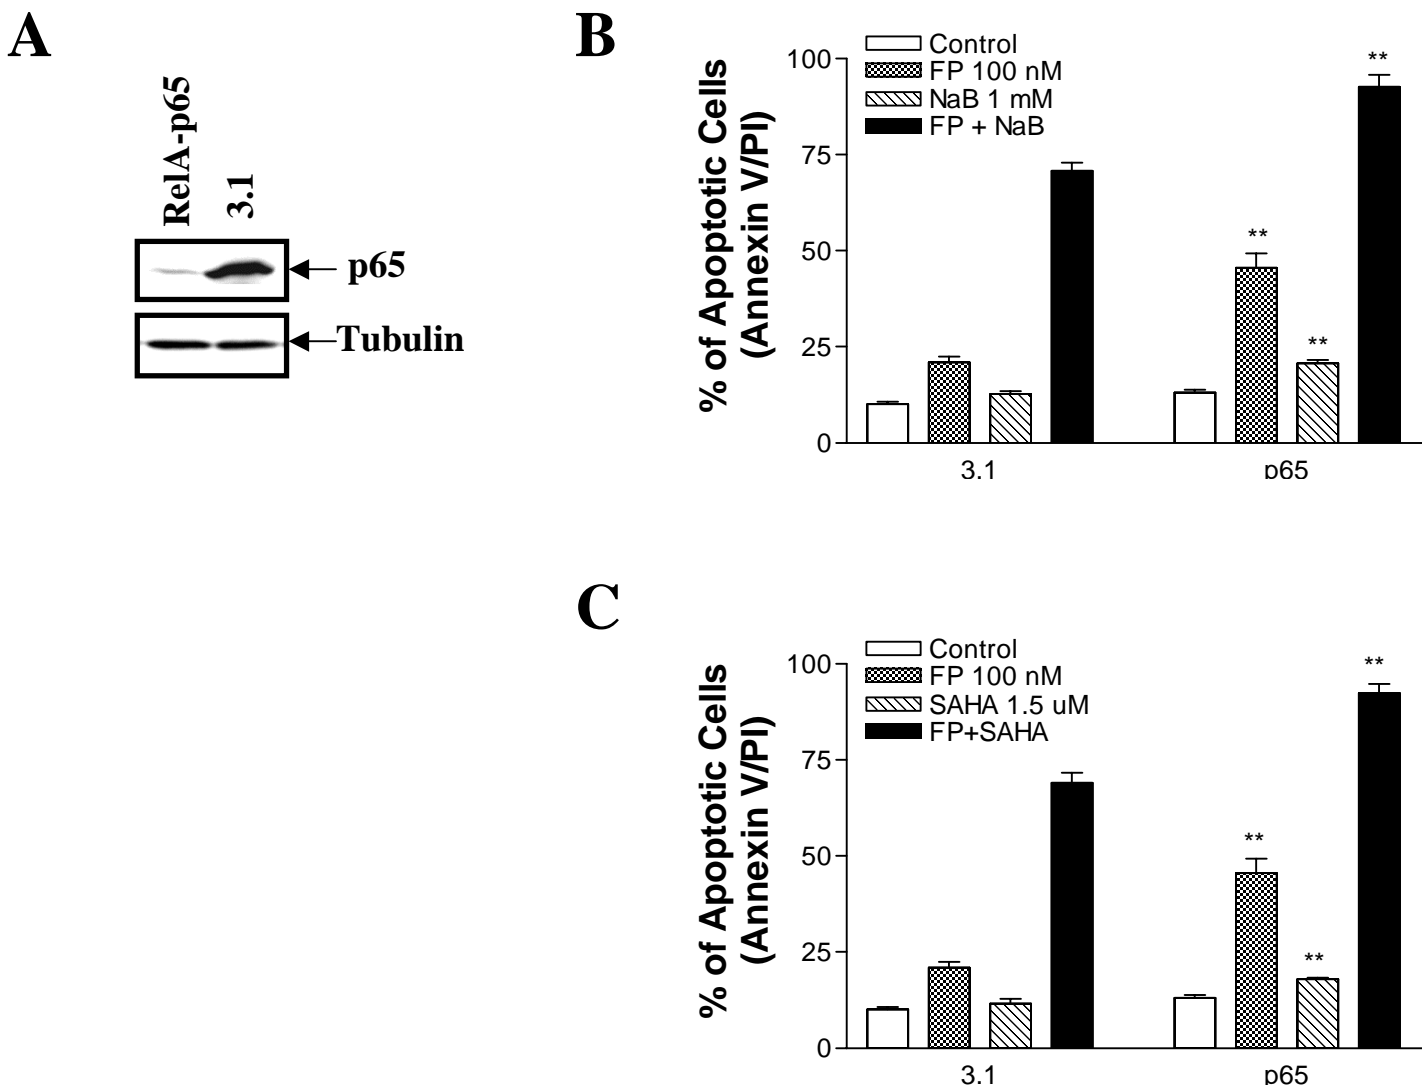 A
RelA-p65
3.1
p65
Tubulin
B
Control
FP 100 nM
NaB 1 mM
FP + NaB
% of Apoptotic Cells
(Annexin V/PI)
100
75
50
25
0
**
**
**
3.1
p65
C
Control
FP 100 nM
SAHA 1.5 uM
FP+SAHA
% of Apoptotic Cells
(Annexin V/PI)
100
75
50
25
0
**
**
**
3.1
p65